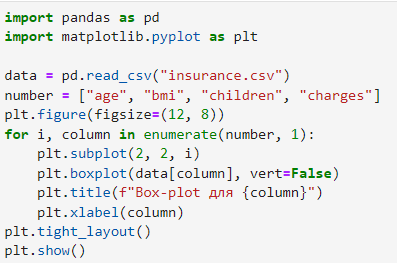 import pandas as pd
import matplotlib.pyplot as plt

data = pd.read_csv("insurance.csv")
number = ["age", "bmi", "children", "charges"]
plt.figure(figsize=(12, 8))
for i, column in enumerate(number, 1):
    plt.subplot(2, 2, i)
    plt.boxplot(data[column], vert=False)
    plt.title(f"Box-plot для {column}")
    plt.xlabel(column)
plt.tight_layout()
plt.show()